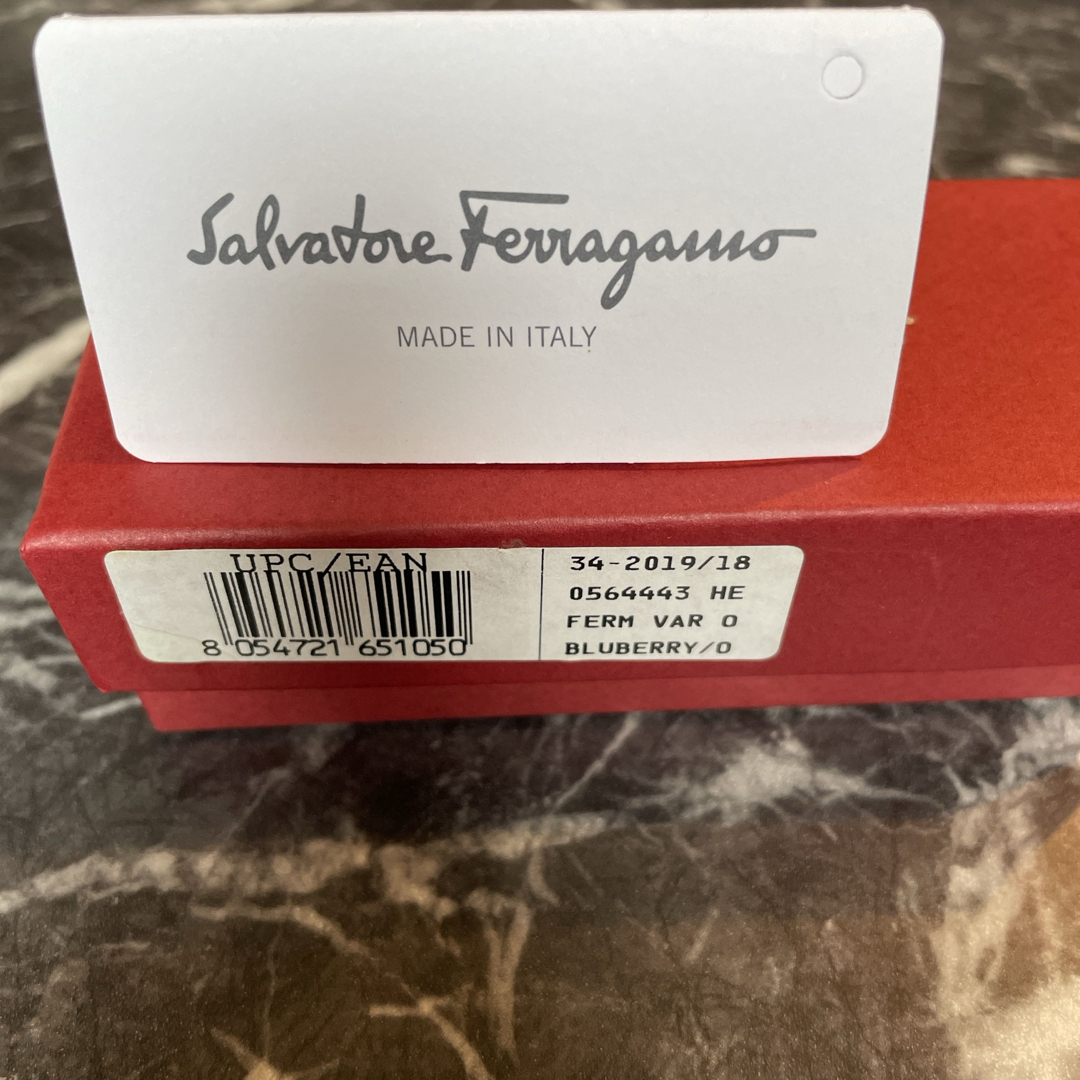 Salvatore Ferragamo
MADE IN ITALY
UPC/EAN
8 054721 651050
34-2019/18
0564443 HE
FERM VAR O
BLUBERRY/O